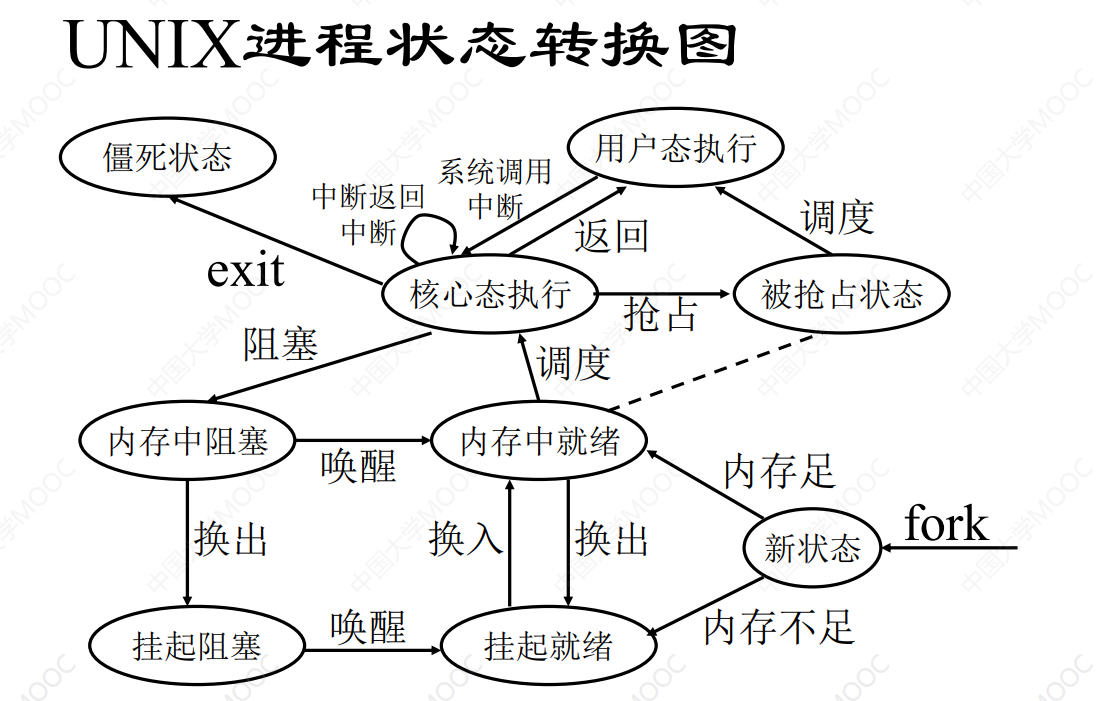 UNIX进程状态转换图
僵死状态
用户态执行
系统调用
中断
中断返回
中断
返回
调度
exit
核心态执行
抢占
被抢占状态
阻塞
调度
内存中阻塞
唤醒
内存中就绪
内存足
换出
换入
换出
新状态
fork
挂起阻塞
唤醒
挂起就绪
内存不足
中国大学MOOC